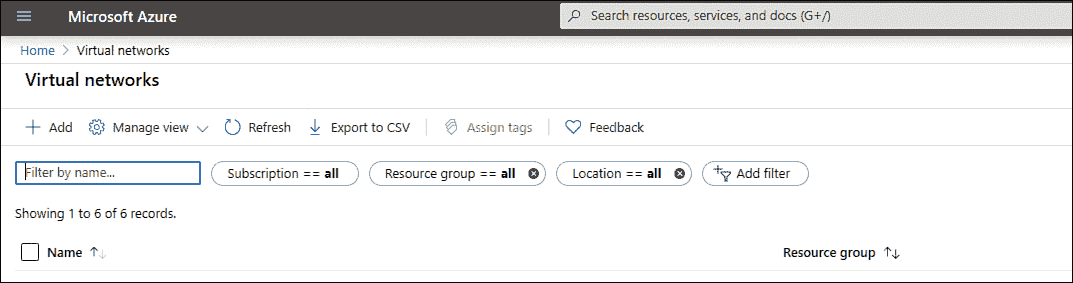 Microsoft Azure
Search resources, services, and docs (G+/)
Home > Virtual networks
Virtual networks
Add Manage view Refresh Export to CSV Assign tags Feedback
Filter by name... Subscription == all Resource group == all Location == all Add filter
Showing 1 to 6 of 6 records.
Name Resource group